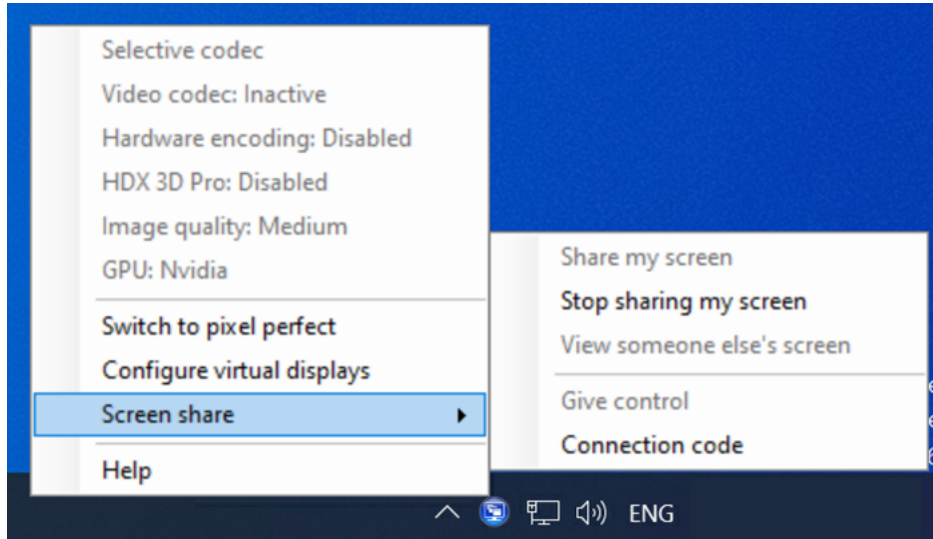 Selective codec
Video codec: Inactive
Hardware encoding: Disabled
HDX 3D Pro: Disabled
Image quality: Medium
GPU: Nvidia
Switch to pixel perfect
Configure virtual displays
Screen share
Help
Share my screen
Stop sharing my screen
View someone else's screen
Give control
Connection code
ENG